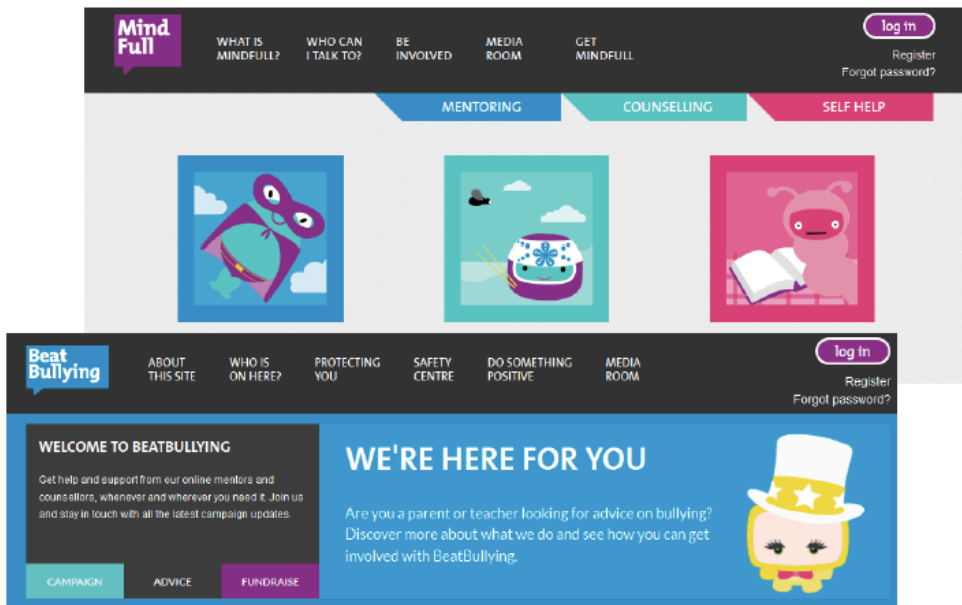 Mind
Full
WHAT IS
MINDFULL?
WHO CAN
I TALK TO?
BE
INVOLVED
MEDIA
ROOM
GET
MINDFULL
log in
Register
Forgot password?
MENTORING
COUNSELLING
SELF HELP
Beat
Bullying
ABOUT
THIS SITE
WHO IS
ON HERE?
PROTECTING
YOU
SAFETY
CENTRE
DO SOMETHING
POSITIVE
MEDIA
ROOM
log in
Register
Forgot password?
WELCOME TO BEATBULLYING
Get help and support from our online mentors and
counsellors, whenever and wherever you need it. Join us
and stay in touch with all the latest campaign updates.
CAMPAIGN
ADVICE
FUNDRAISE
WE'RE HERE FOR YOU
Are you a parent or teacher looking for advice on bullying?
Discover more about what we do and see how you can get
involved with BeatBullying.